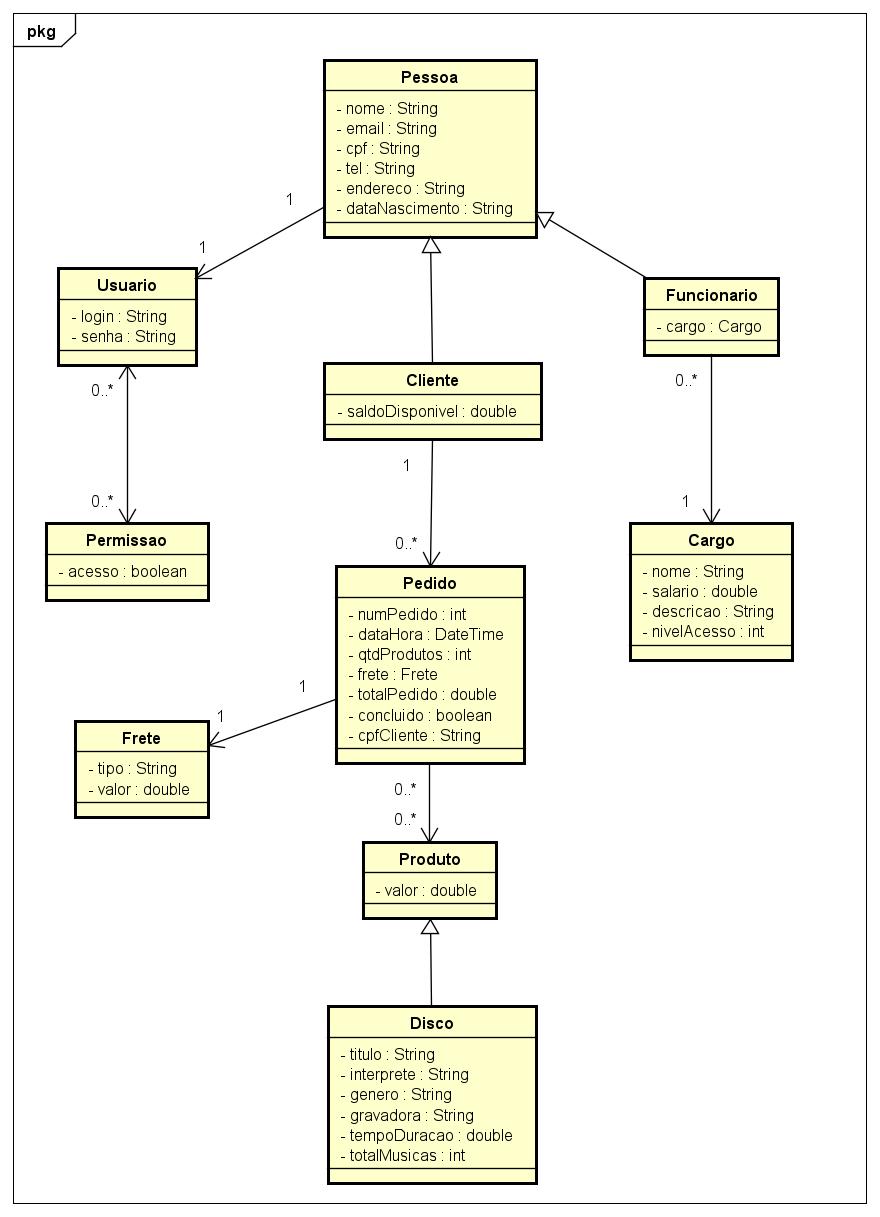 pkg
Pessoa
- nome : String
- email : String
- cpf : String
- tel : String
- endereco : String
- dataNascimento : String
1
1
Usuario
- login : String
- senha : String
Funcionario
- cargo : Cargo
0..*
0..*
Cliente
- saldoDisponivel : double
0..*
1
1
0..*
Permissao
- acesso : boolean
Cargo
- nome : String
- salario : double
- descricao : String
- nivelAcesso : int
Pedido
- numPedido : int
- dataHora : DateTime
- qtdProdutos : int
- frete : Frete
- totalPedido : double
- concluido : boolean
- cpfCliente : String
1
1
Frete
- tipo : String
- valor : double
0..*
0..*
Produto
- valor : double
Disco
- titulo : String
- interprete : String
- genero : String
- gravadora : String
- tempoDuracao : double
- totalMusicas : int